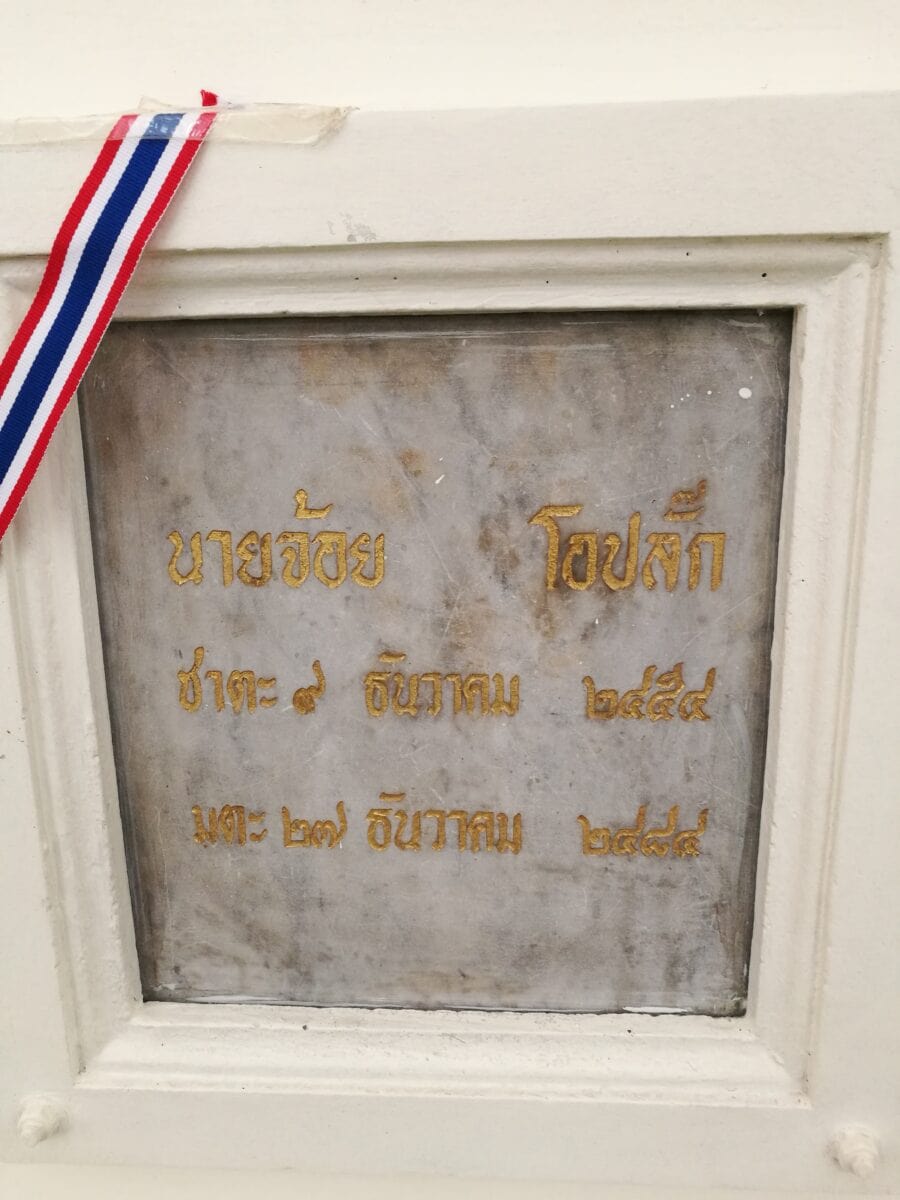 นายจ้อย โอปลั๊ก
ชาตะ ๙ ธันวาคม ๒๔๕๔
มตะ ๒๗ ธันวาคม ๒๔๘๔